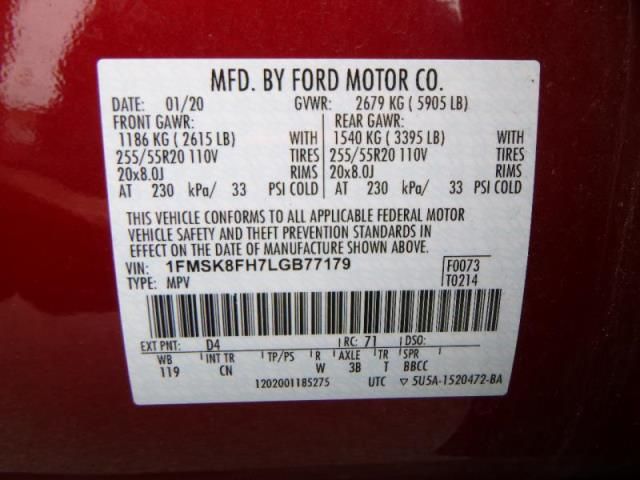 MFD. BY FORD MOTOR CO.
DATE: 01/20 GVWR: 2679 KG ( 5905 LB)
FRONT GAWR: REAR GAWR:
1186 KG ( 2615 LB) WITH 1540 KG ( 3395 LB) WITH
255/55R20 110V TIRES 255/55R20 110V TIRES
20x8.0J RIMS 20x8.0J RIMS
AT 230 kPa/ 33 PSI COLD AT 230 kPa/ 33 PSI COLD
THIS VEHICLE CONFORMS TO ALL APPLICABLE FEDERAL MOTOR
VEHICLE SAFETY AND THEFT PREVENTION STANDARDS IN
EFFECT ON THE DATE OF MANUFACTURE SHOWN ABOVE.
VIN: 1FMSK8FH7LGB77179 F0073
TYPE: MPV T0214
EXT PNT: D4 RC: 71 DSO:
WB INT TR TP/PS R AXLE TR SPR
119 CN W 3B T BBCC
1202001185275 UTC ▽ 5U5A-1520472-BA